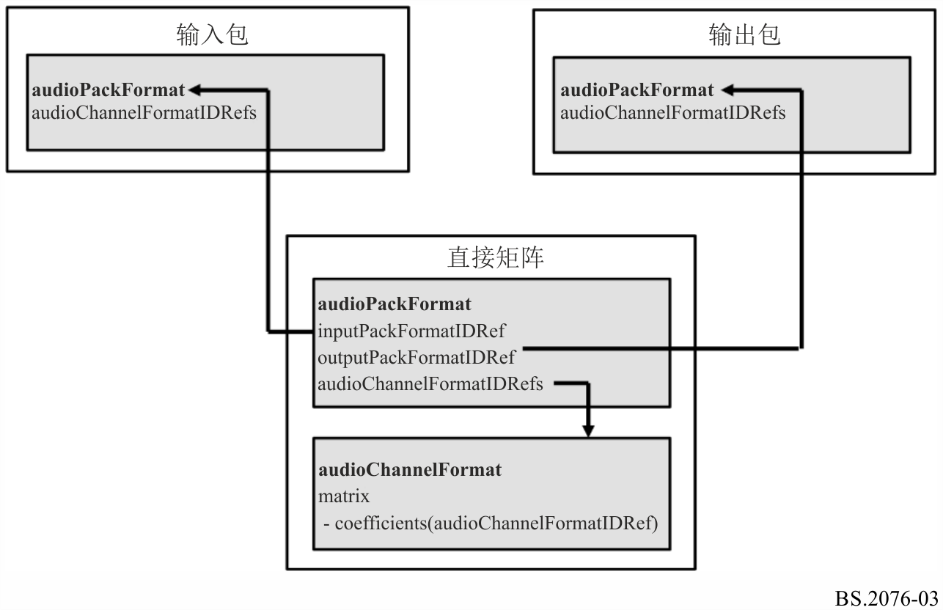 输入包
audioPackFormat
audioChannelFormatIDRefs
输出包
audioPackFormat
audioChannelFormatIDRefs
直接矩阵
audioPackFormat
inputPackFormatIDRef
outputPackFormatIDRef
audioChannelFormatIDRefs
audioChannelFormat
matrix
- coefficients(audioChannelFormatIDRef)
BS.2076-03